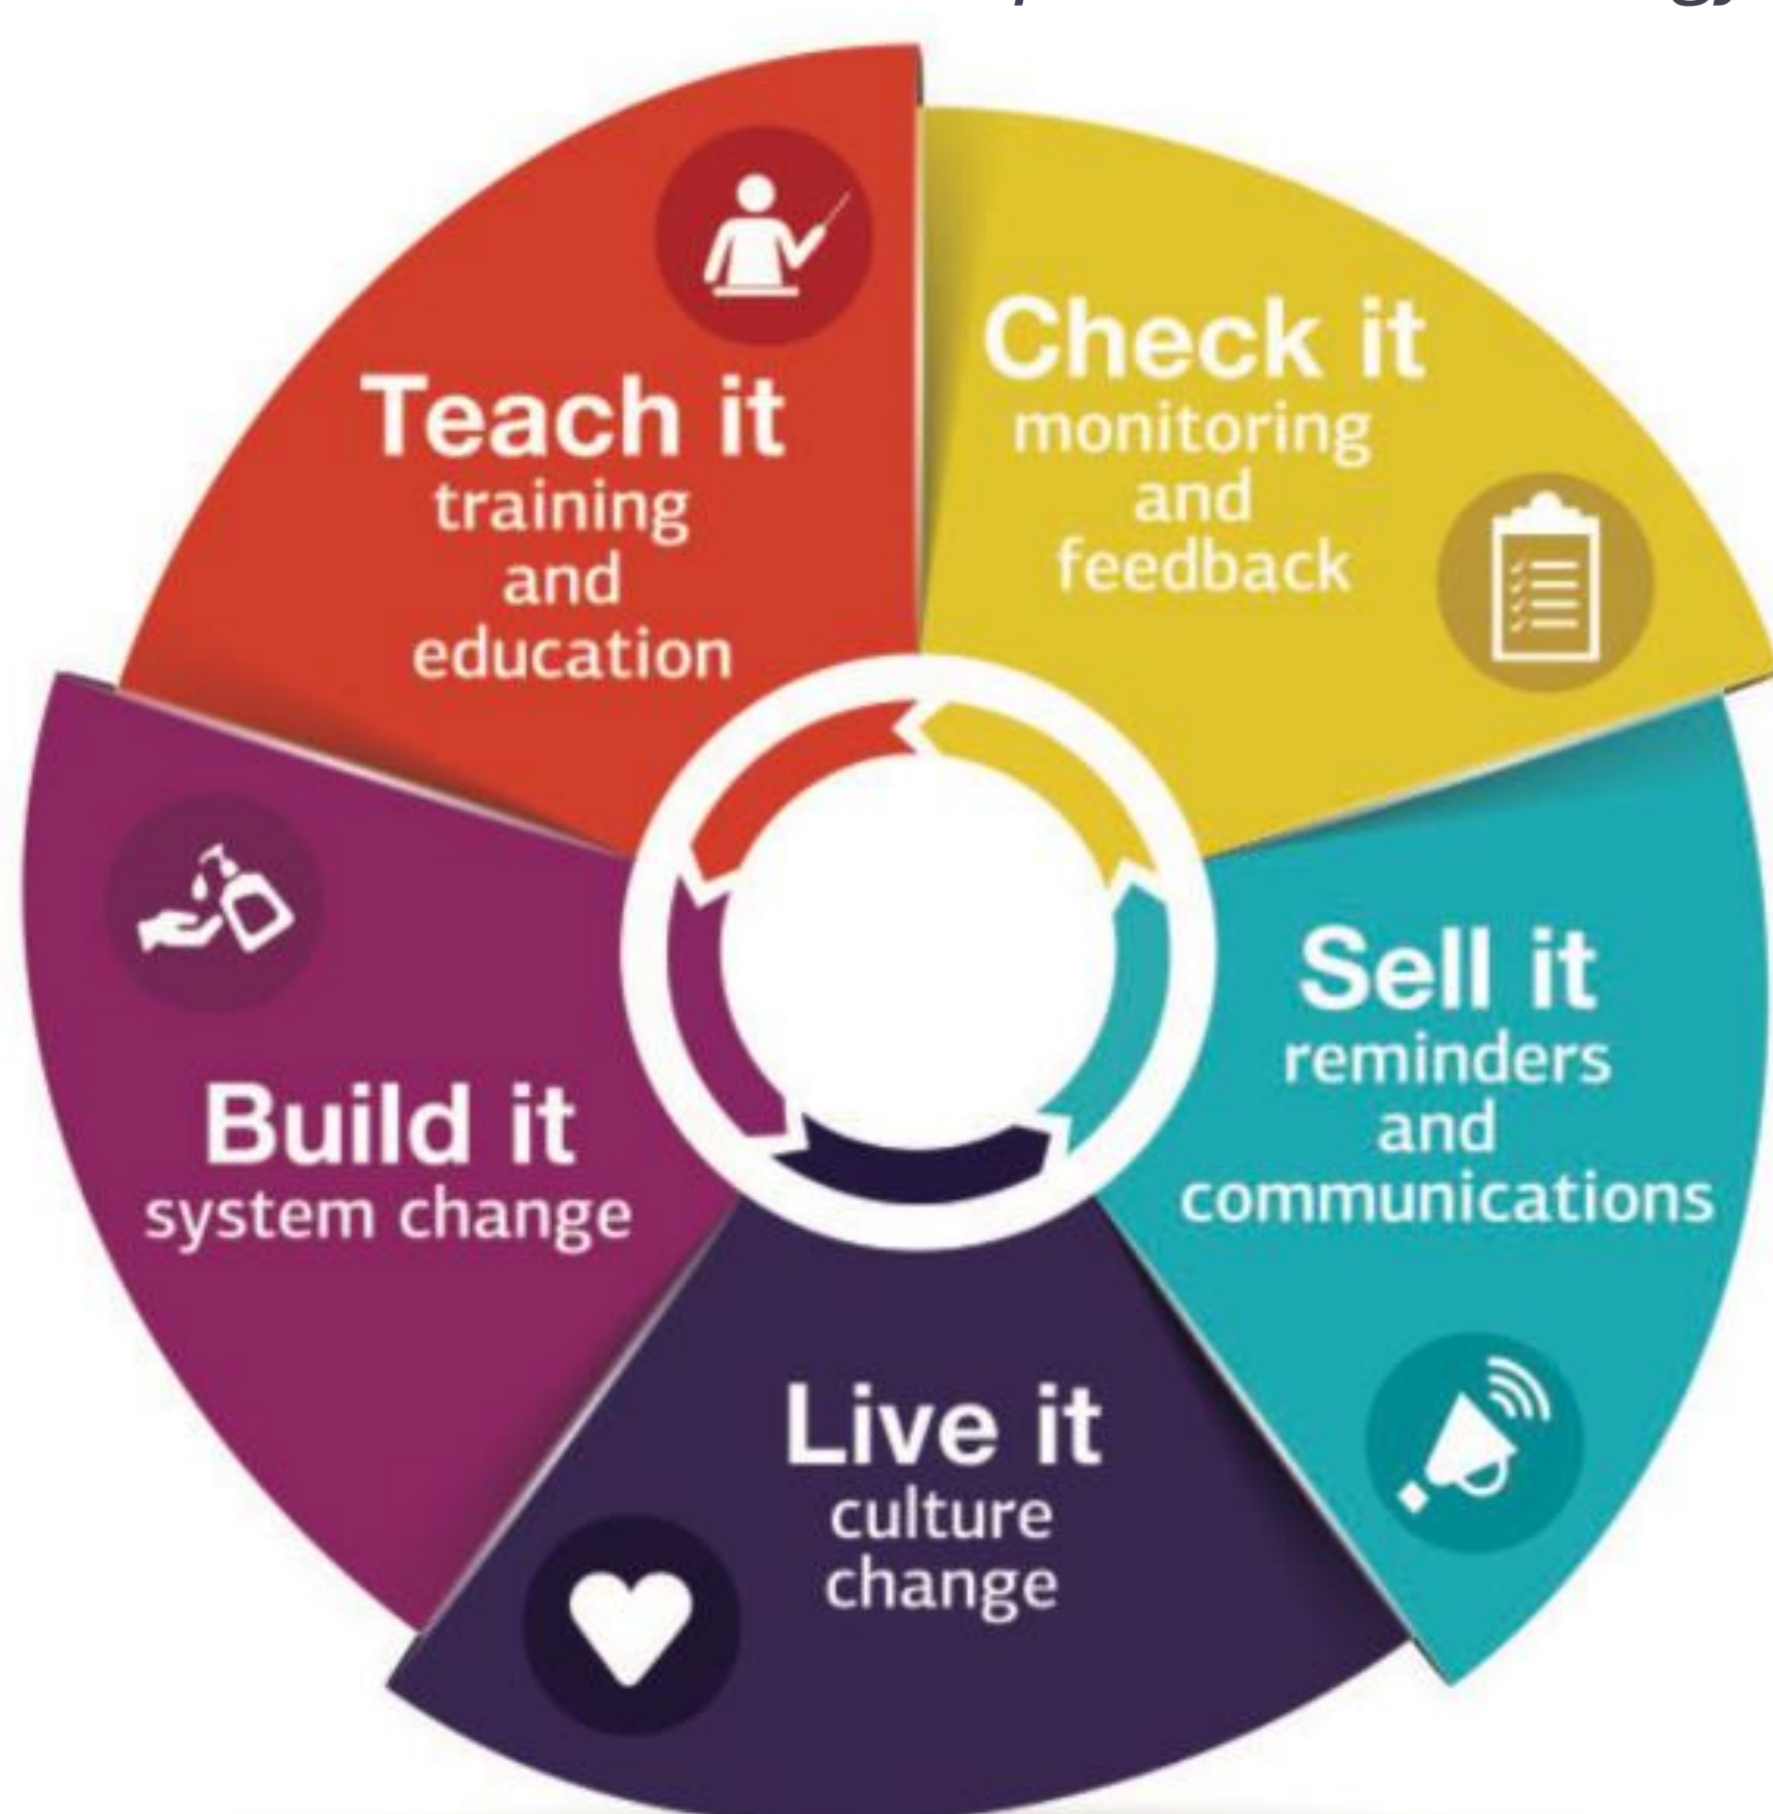 Teach it
training
and
education
Check it
monitoring
and
feedback
Sell it
reminders
and
communications
Live it
culture
change
Build it
system change